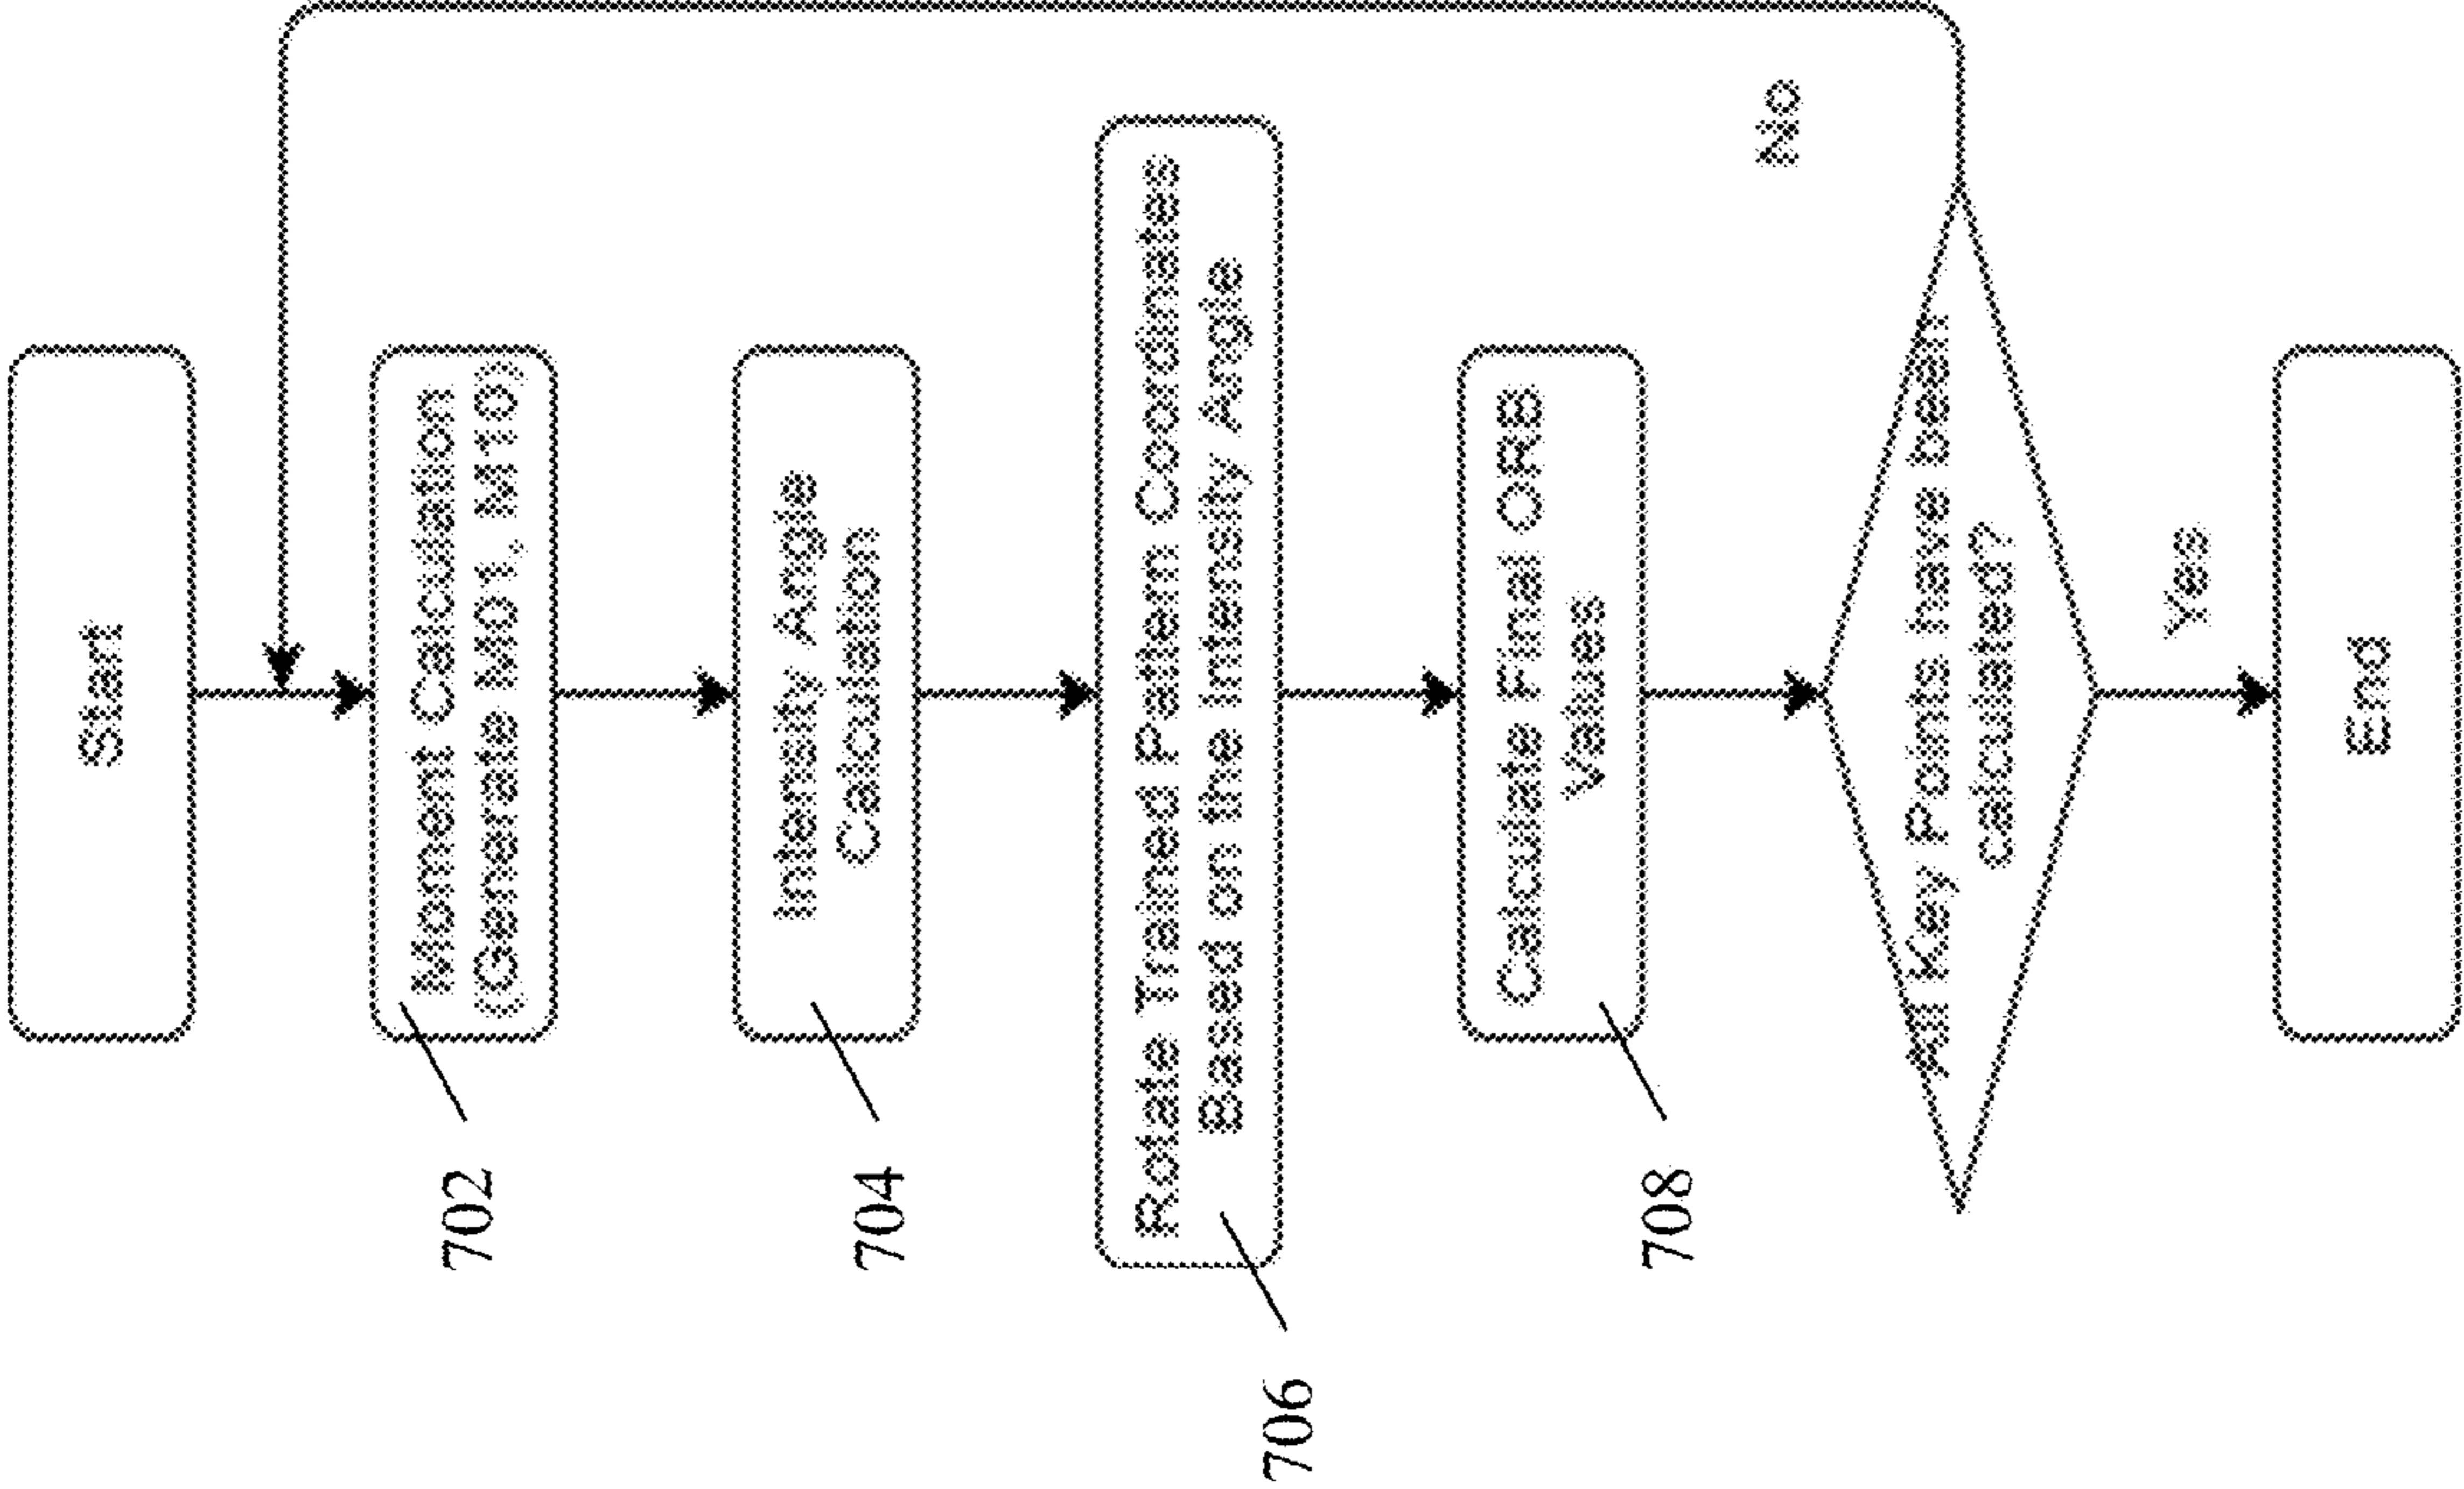 Start
702
Moment Calculation
(Generate M01, M10)
704
Intensity Angle
Calculation
706
Rotate Trained Pattern Coordinates
Based on the Intensity Angle
708
Calculate Final ORB
Values
All Key Points have been
calculated?
No
Yes
End